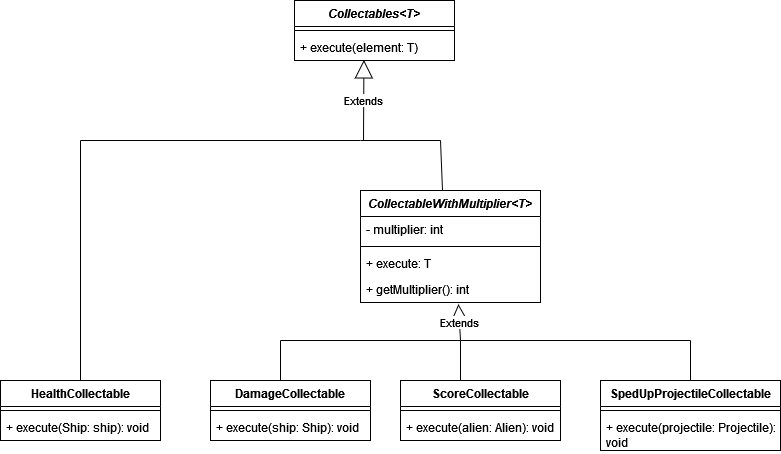 Collectables<T>
+ execute(element: T)
Extends
CollectableWithMultiplier<T>
- multiplier: int
+ execute: T
+ getMultiplier(): int
Extends
HealthCollectable
+ execute(Ship: ship): void
DamageCollectable
+ execute(ship: Ship): void
ScoreCollectable
+ execute(alien: Alien): void
SpedUpProjectileCollectable
+ execute(projectile: Projectile):
void